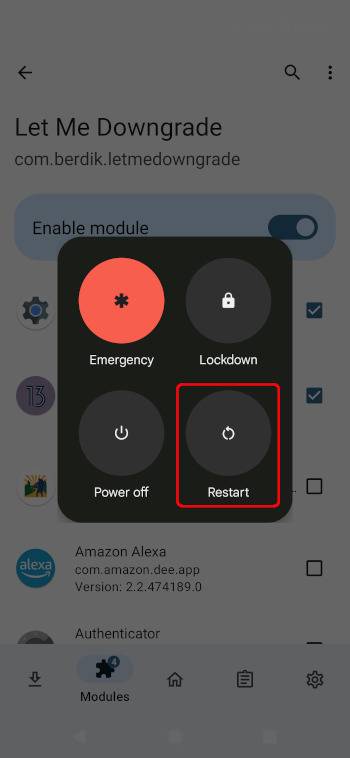 Let Me Downgrade
com.berdik.letmedowngrade
Enable module
Emergency
Lockdown
Power off
Restart
13
alexa
Amazon Alexa
com.amazon.dee.app
Version: 2.2.474189.0
Authenticator
4
Modules